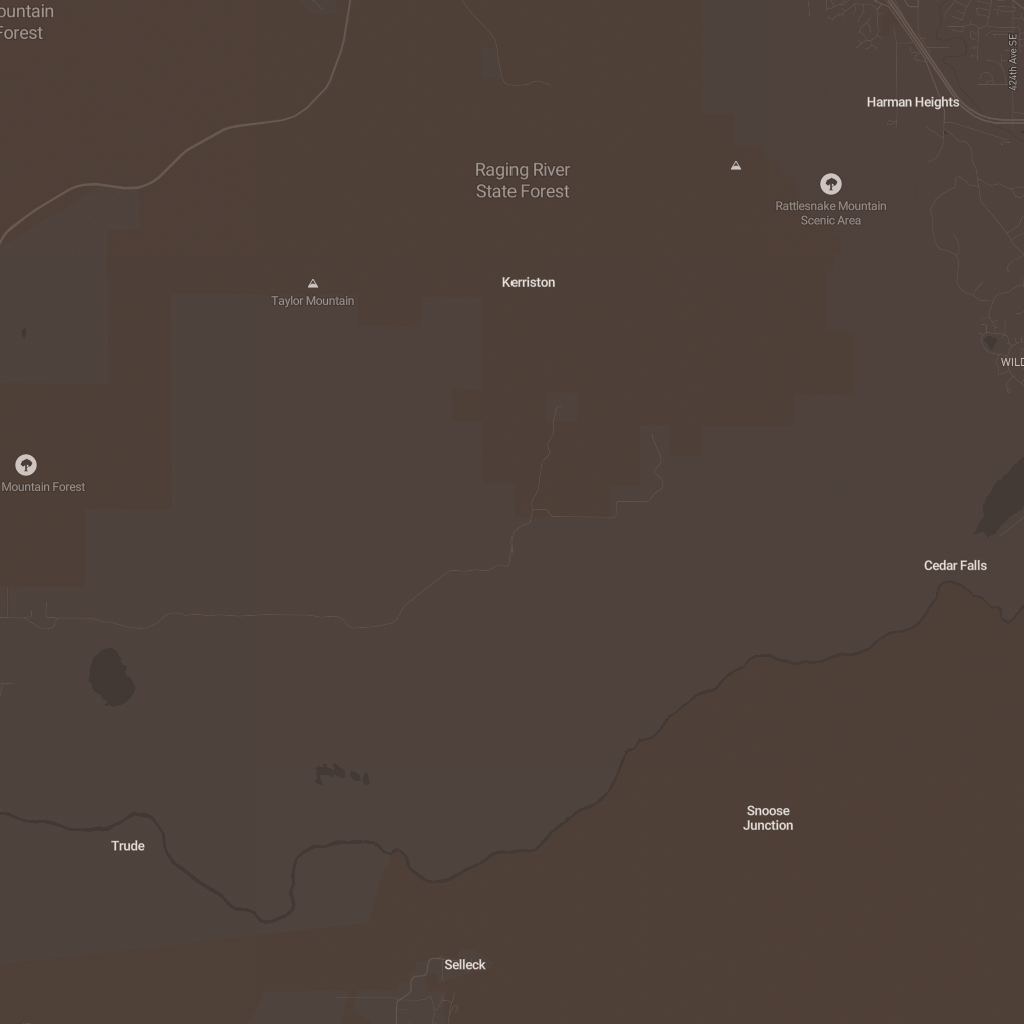 ountain
Forest
424th Ave SE
Harman Heights
Raging River
State Forest
Rattlesnake Mountain
Scenic Area
Kerriston
Taylor Mountain
WILD
Mountain Forest
Cedar Falls
Snoose
Junction
Trude
Selleck